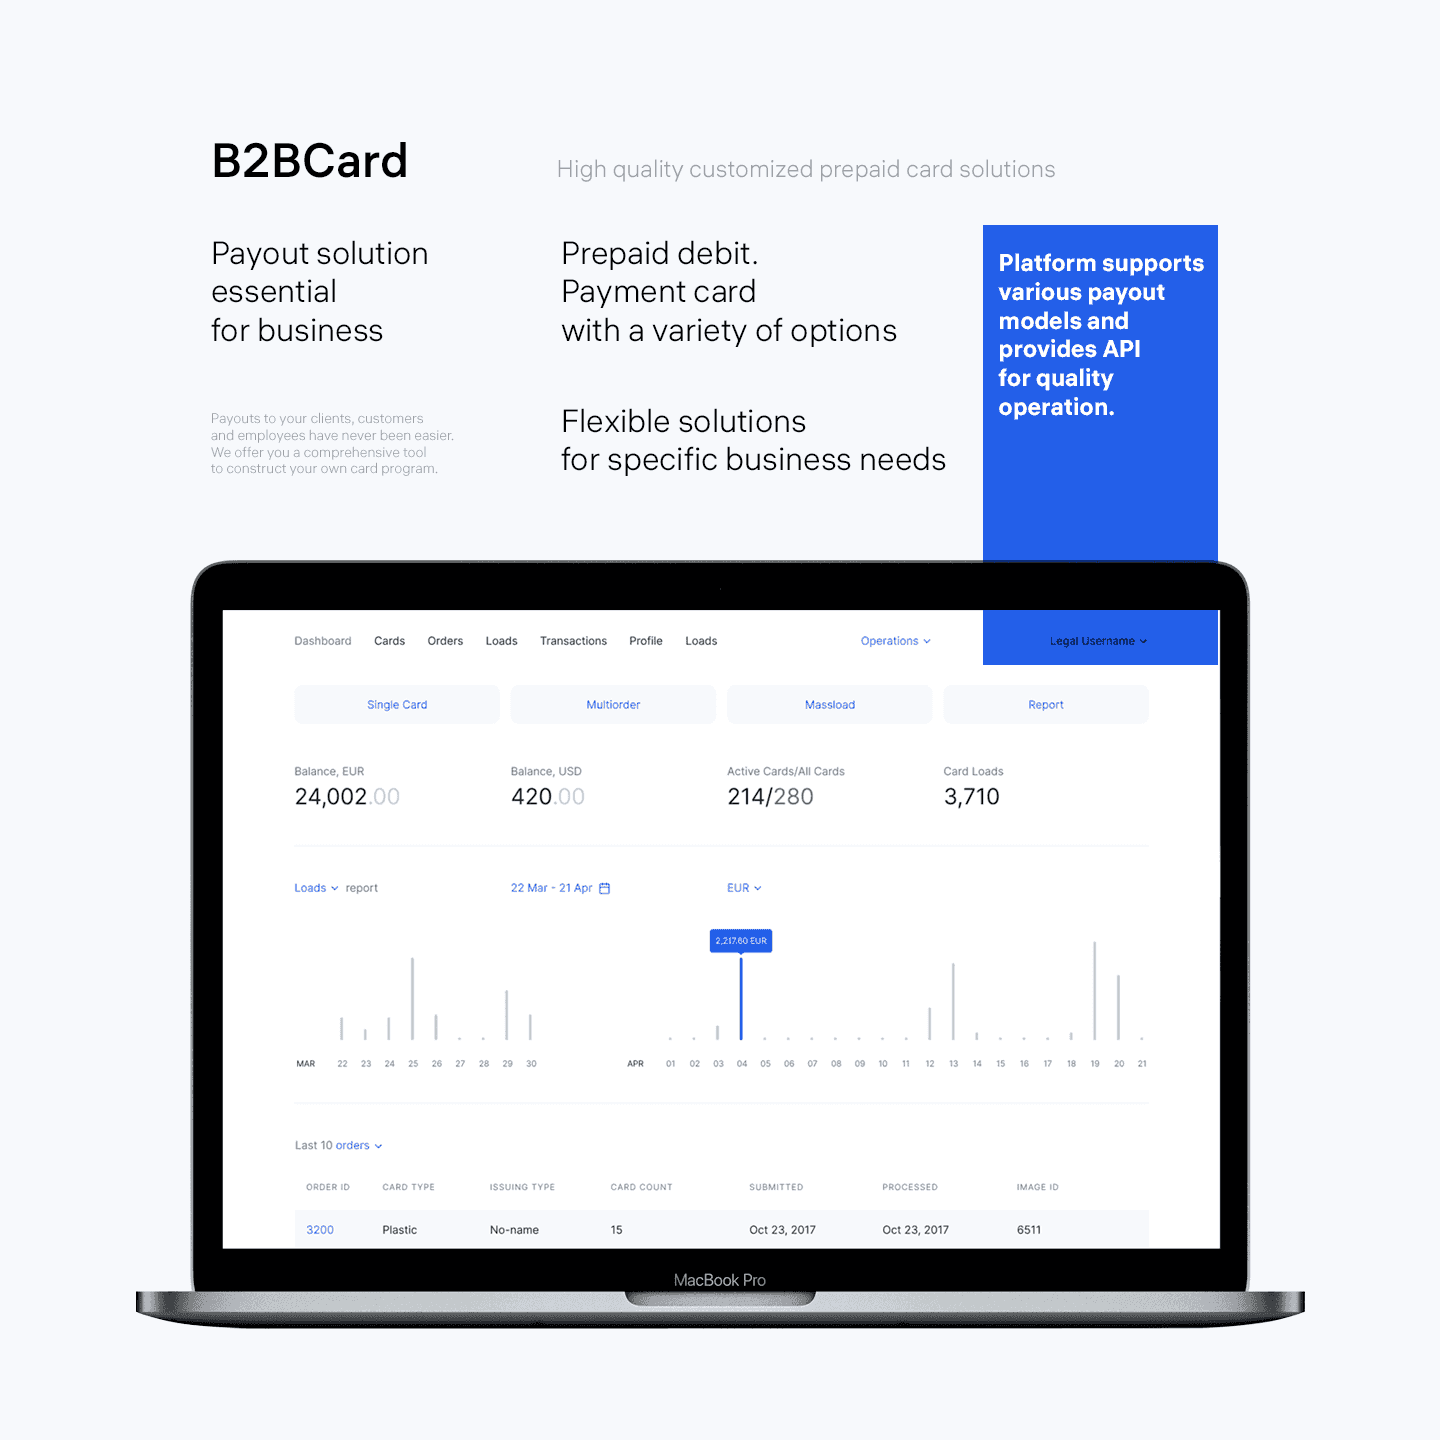 B2BCard
High quality customized prepaid card solutions
Payout solution
essential
for business
Prepaid debit.
Payment card
with a variety of options
Platform supports
various payout
models and
provides API
for quality
operation.
Payouts to your clients, customers
and employees have never been easier.
We offer you a comprehensive tool
to construct your own card program.
Flexible solutions
for specific business needs
Dashboard Cards Orders Loads Transactions Profile Loads Operations Legal Username
Single Card Multiorder Massload Report
Balance, EUR Balance, USD Active Cards/All Cards Card Loads
24,002.00 420.00 214/280 3,710
Loads report 22 Mar - 21 Apr EUR
2,217.60 EUR
MAR 22 23 24 25 26 27 28 29 30 APR 01 02 03 04 05 06 07 08 09 10 11 12 13 14 15 16 17 18 19 20 21
Last 10 orders
ORDER ID CARD TYPE ISSUING TYPE CARD COUNT SUBMITTED PROCESSED IMAGE ID
3200 Plastic No-name 15 Oct 23, 2017 Oct 23, 2017 6511
MacBook Pro